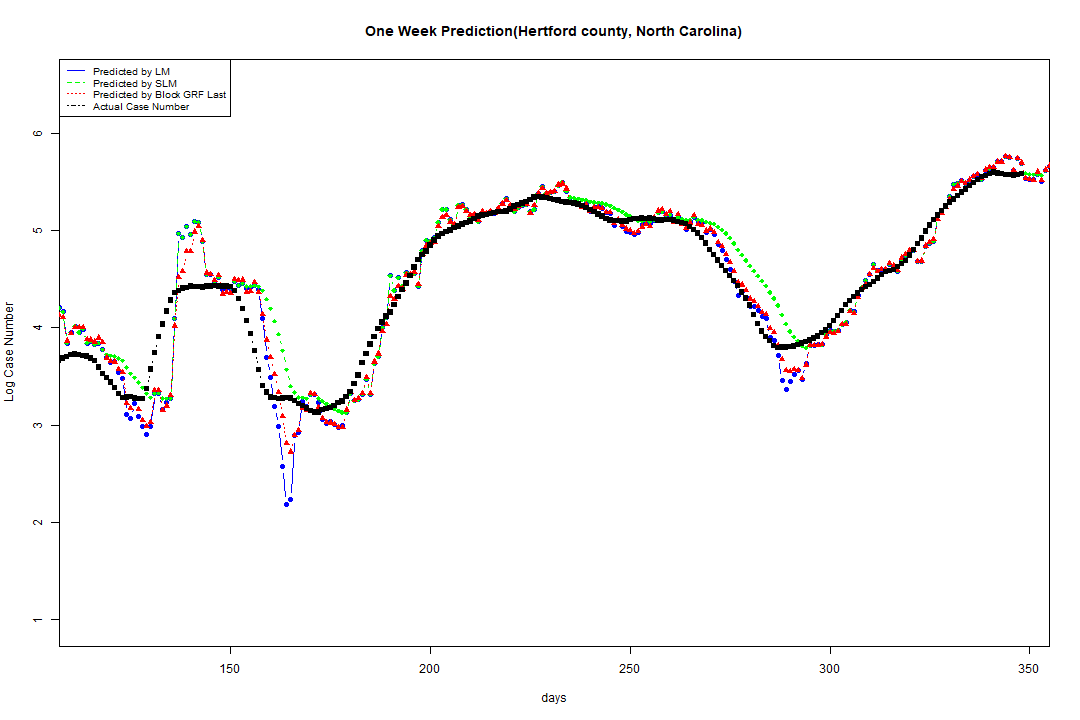 One Week Prediction(Hertford county, North Carolina)
Predicted by LM
Predicted by SLM
Predicted by Block GRF Last
Actual Case Number
6
5
4
3
2
1
Log Case Number
150 200 250 300 350
days